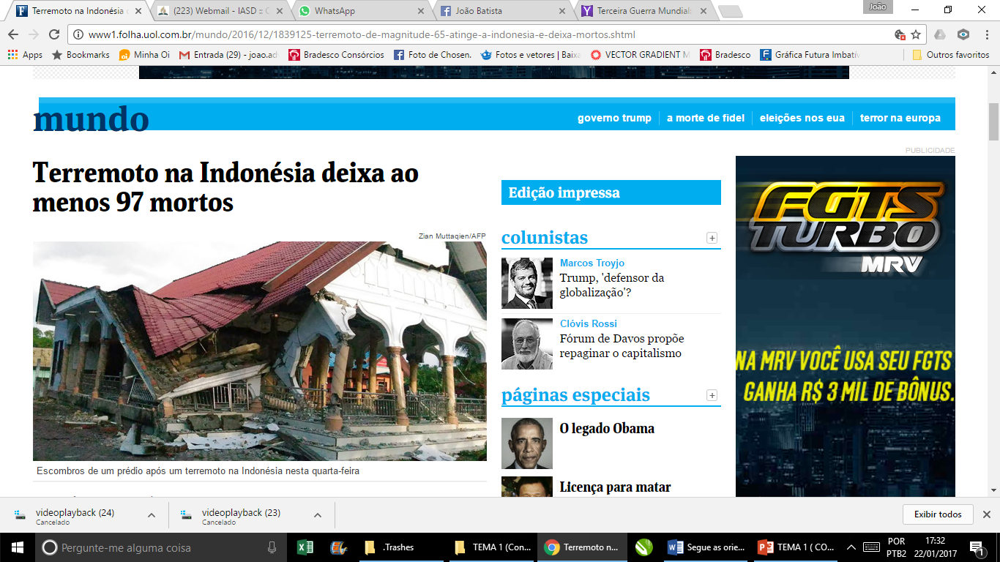 Terremoto na Indonésia
(223) Webmail - IASD :: C
WhatsApp
João Batista
Terceira Guerra Mundial:
João
www1.folha.uol.com.br/mundo/2016/12/1839125-terremoto-de-magnitude-65-atinge-a-indonesia-e-deixa-mortos.shtml
Apps
Bookmarks
Minha Oi
Entrada (29) - joao.ad
Bradesco Consórcios
Foto de Chosen.
Fotos e vetores | Baixa
VECTOR GRADIENT M
Bradesco
Gráfica Futura Imbatív
Outros favoritos
mundo
governo trump
a morte de fidel
eleições nos eua
terror na europa
Terremoto na Indonésia deixa ao
menos 97 mortos
Zian Muttaqien/AFP
Escombros de um prédio após um terremoto na Indonésia nesta quarta-feira
Edição impressa
colunistas
+
Marcos Troyjo
Trump, 'defensor da
globalização'?
Clóvis Rossi
Fórum de Davos propõe
repaginar o capitalismo
páginas especiais
+
O legado Obama
Licença para matar
PUBLICIDADE
FGTS
TURBO
MRV
NA MRV VOCÊ USA SEU FGTS
GANHA R$ 3 MIL DE BÔNUS.
videoplayback (24)
Cancelado
videoplayback (23)
Cancelado
Exibir todos
Pergunte-me alguma coisa
.Trashes
TEMA 1 (Con...
Terremoto n...
Segue as orie...
TEMA 1 ( CO...
POR
PTB2
17:32
22/01/2017
1